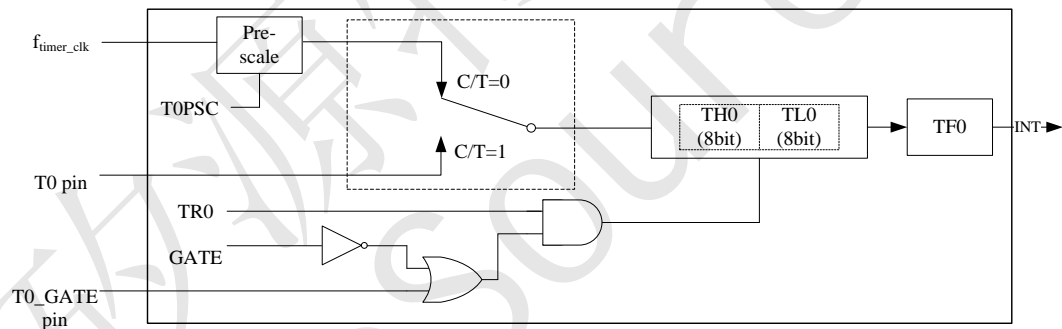 f_timer_clk
Pre-
scale
T0PSC
C/T=0
C/T=1
T0 pin
TH0
(8bit)
TL0
(8bit)
TF0
INT
TR0
GATE
T0_GATE
pin